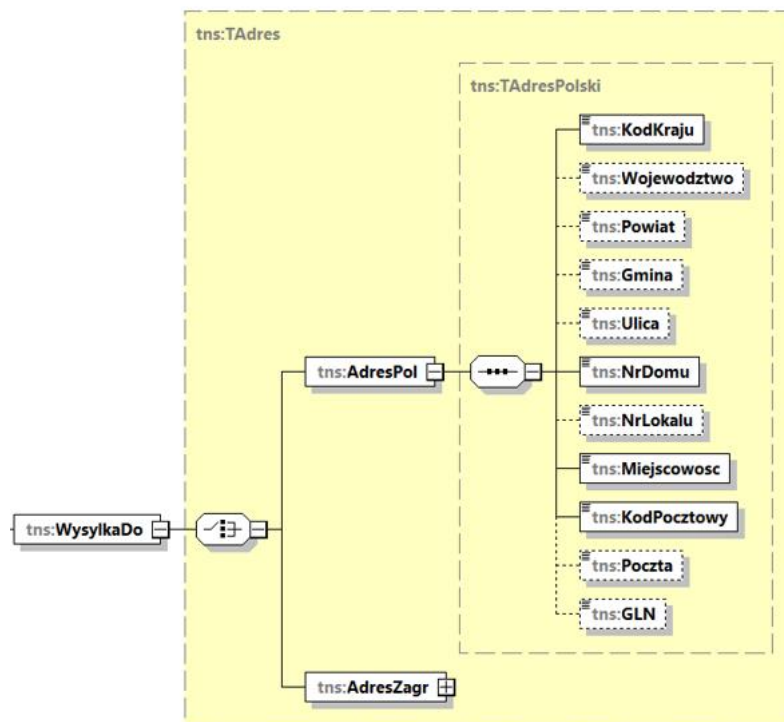 tns:TAdres
tns:TAdresPolski
tns:KodKraju
tns:Wojewodztwo
tns:Powiat
tns:Gmina
tns:Ulica
tns:AdresPol
tns:NrDomu
tns:NrLokalu
tns:Miejscowosc
tns:KodPocztowy
tns:WysylkaDo
tns:Poczta
tns:GLN
tns:AdresZagr